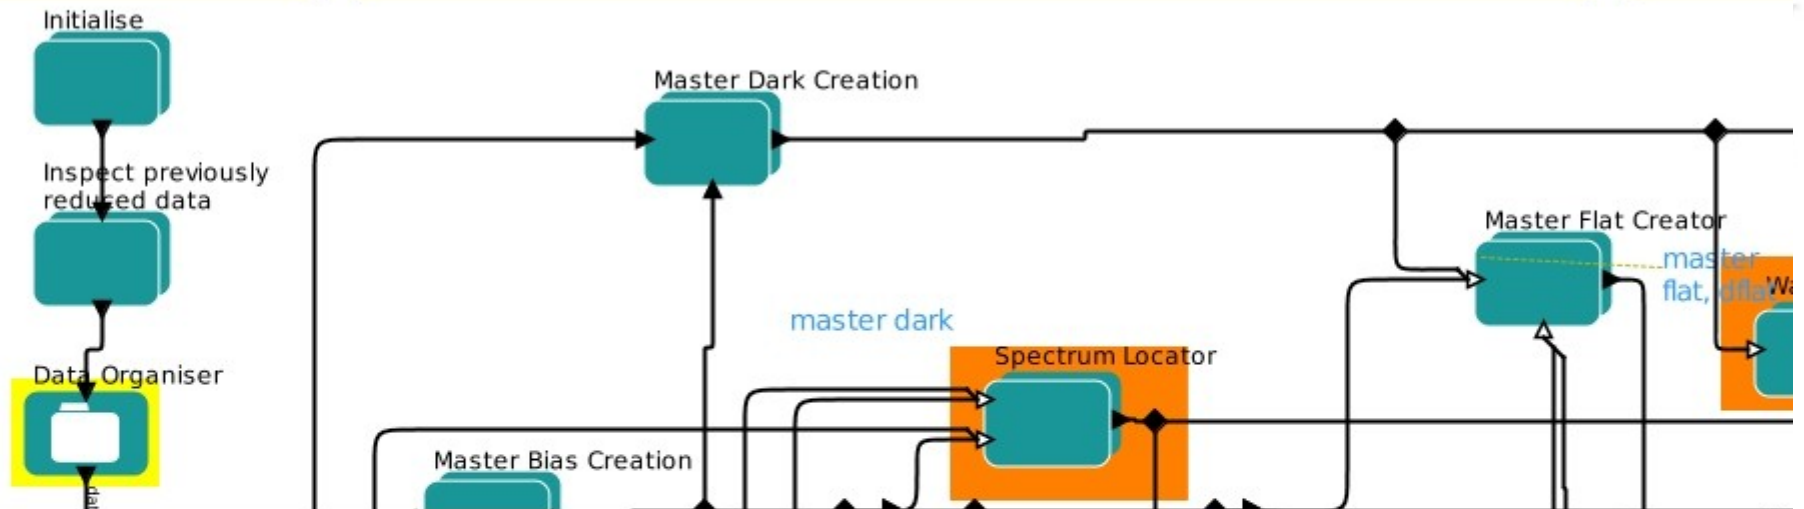 Initialise
Master Dark Creation
Inspect previously
reduced data
Master Flat Creator
master
flat, dflat
master dark
Spectrum Locator
Data Organiser
Master Bias Creation